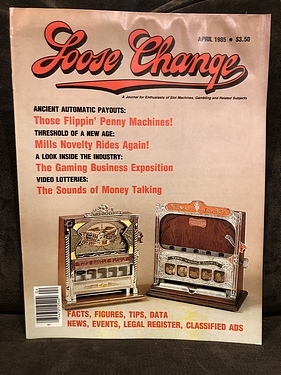 Loose Change
APRIL 1985 • $3.50
A Journal for Enthusiasts of Slot Machines, Gambling and Related Subjects
ANCIENT AUTOMATIC PAYOUTS:
Those Flippin' Penny Machines!
THRESHOLD OF A NEW AGE:
Mills Novelty Rides Again!
A LOOK INSIDE THE INDUSTRY:
The Gaming Business Exposition
VIDEO LOTTERIES:
The Sounds of Money Talking
FACTS, FIGURES, TIPS, DATA
NEWS, EVENTS, LEGAL REGISTER, CLASSIFIED ADS